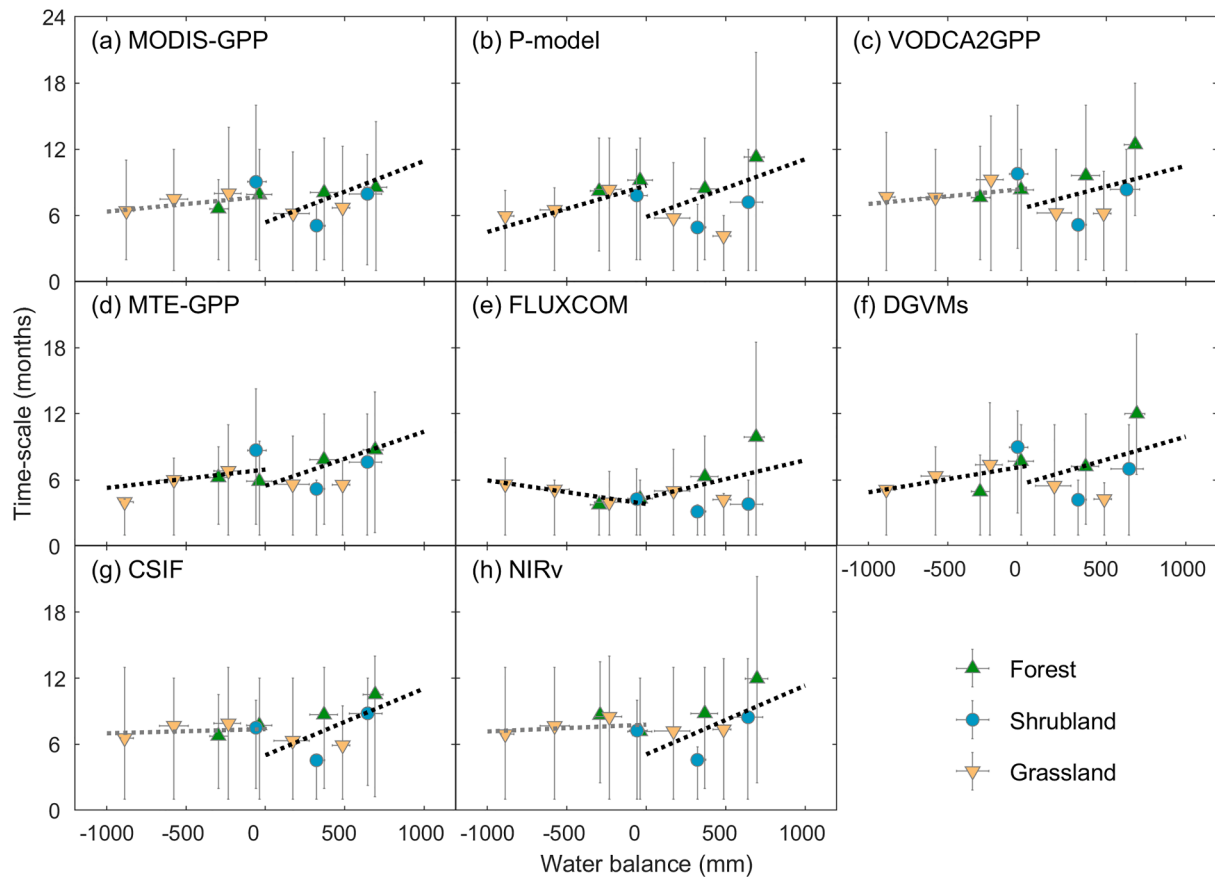 24
(a) MODIS-GPP
(b) P-model
(c) VODCA2GPP
18
12
6
0
(d) MTE-GPP
(e) FLUXCOM
(f) DGVMs
18
12
6
0
-1000 -500 0 500 1000
(g) CSIF
(h) NIRv
18
12
6
0
-1000 -500 0 500 1000
-1000 -500 0 500 1000
Time-scale (months)
Water balance (mm)
Forest
Shrubland
Grassland